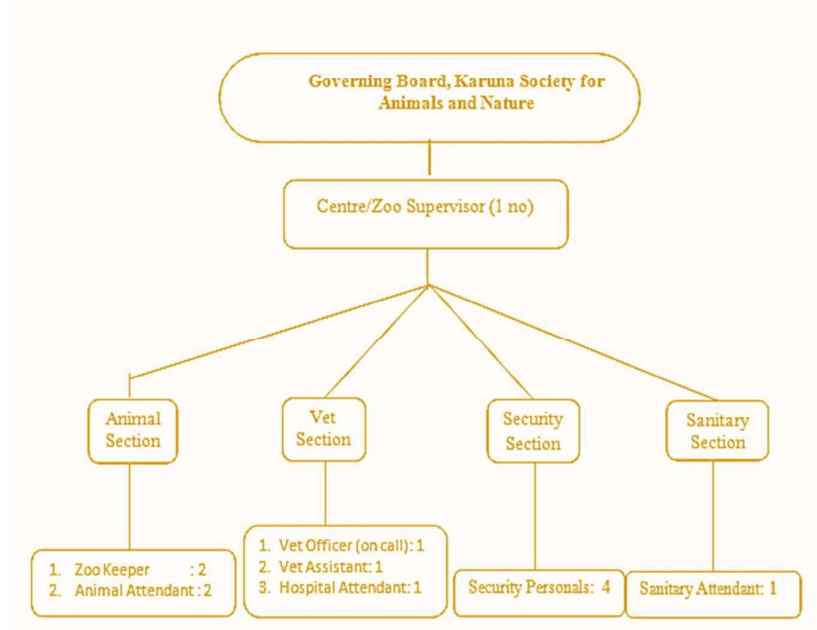 Governing Board, Karuna Society for
Animals and Nature
Centre/Zoo Supervisor (1 no)
Animal
Section
Vet
Section
Security
Section
Sanitary
Section
1. Zoo Keeper : 2
2. Animal Attendant : 2
1. Vet Officer (on call): 1
2. Vet Assistant: 1
3. Hospital Attendant: 1
Security Personals: 4
Sanitary Attendant: 1